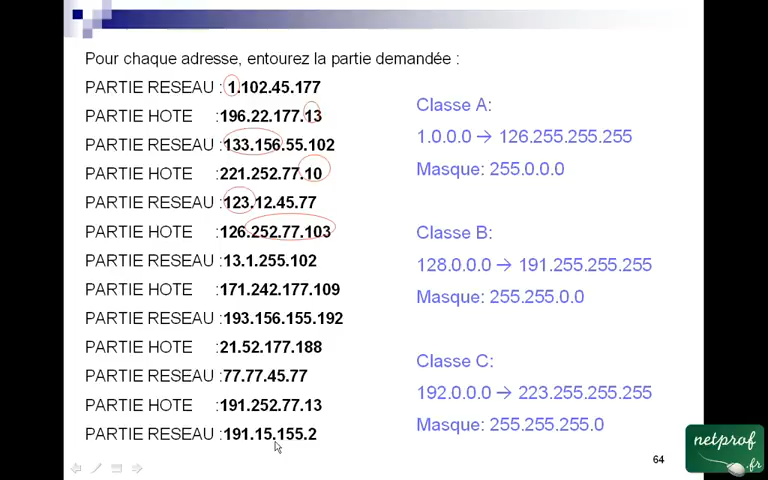 Pour chaque adresse, entourez la partie demandée :
PARTIE RESEAU :1.102.45.177
PARTIE HOTE :196.22.177.13
PARTIE RESEAU :133.156.55.102
PARTIE HOTE :221.252.77.10
PARTIE RESEAU :123.12.45.77
PARTIE HOTE :126.252.77.103
PARTIE RESEAU :13.1.255.102
PARTIE HOTE :171.242.177.109
PARTIE RESEAU :193.156.155.192
PARTIE HOTE :21.52.177.188
PARTIE RESEAU :77.77.45.77
PARTIE HOTE :191.252.77.13
PARTIE RESEAU :191.15.155.2
Classe A:
1.0.0.0 → 126.255.255.255
Masque: 255.0.0.0
Classe B:
128.0.0.0 → 191.255.255.255
Masque: 255.255.0.0
Classe C:
192.0.0.0 → 223.255.255.255
Masque: 255.255.255.0
64
netprof
.fr